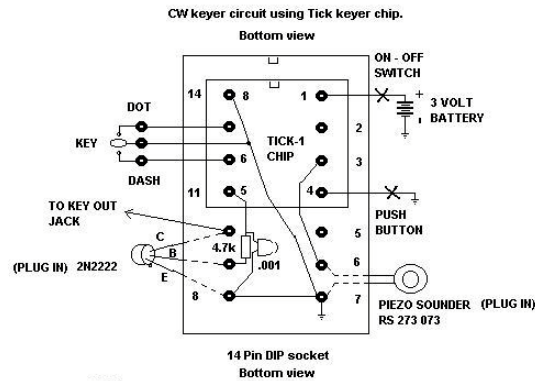 CW keyer circuit using Tick keyer chip.
Bottom view
ON - OFF
SWITCH
14
8
1
+
3 VOLT
BATTERY
DOT
2
KEY
TICK-1
CHIP
6
3
DASH
11
5
4
TO KEY OUT
JACK
PUSH
BUTTON
C
4.7k
5
(PLUG IN) 2N2222
B
.001
6
E
8
7
PIEZO SOUNDER (PLUG IN)
RS 273 073
14 Pin DIP socket
Bottom view